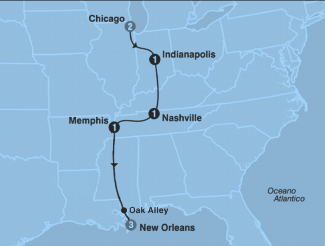 Chicago
2
1
Indianapolis
1
Nashville
Memphis
1
Oak Alley
3
New Orleans
Oceano
Atlantico